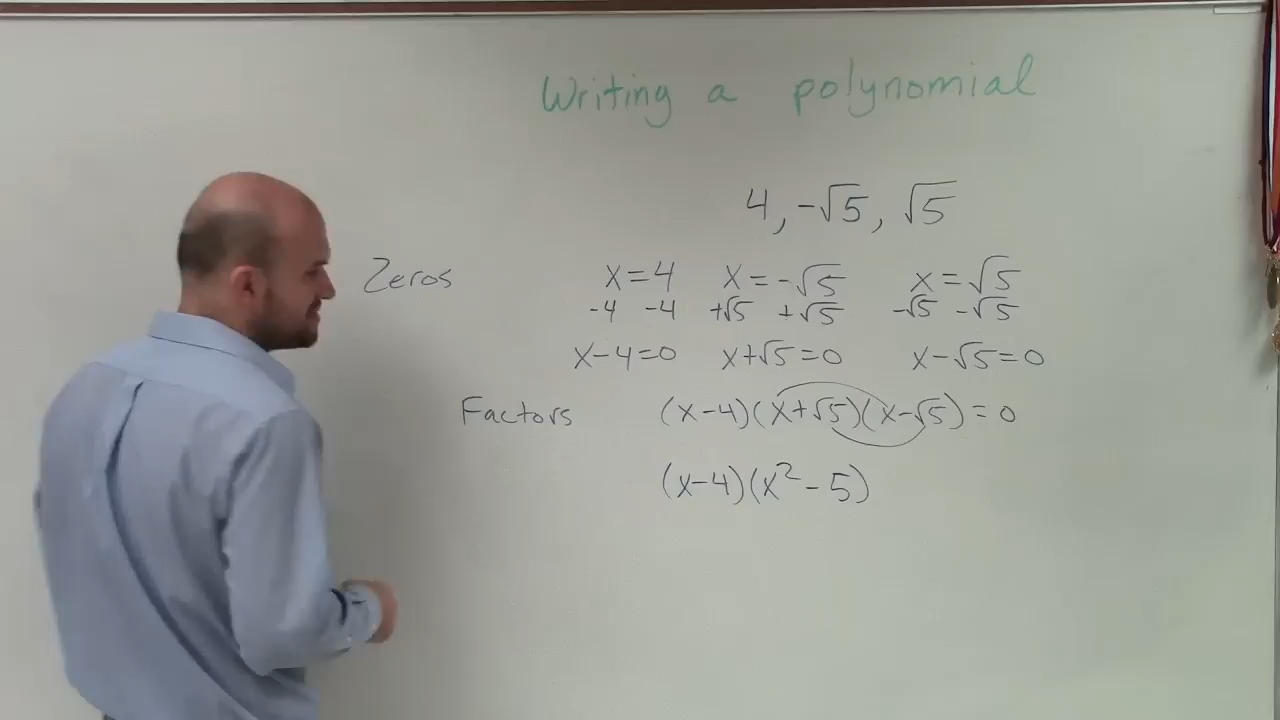 Writing a polynomial
4, -√5, √5
Zeros x=4 x=-√5 x=√5
-4 -4 +√5 +√5 -√5 -√5
x-4=0 x+√5=0 x-√5=0
Factors (x-4)(x+√5)(x-√5)=0
(x-4)(x²-5)